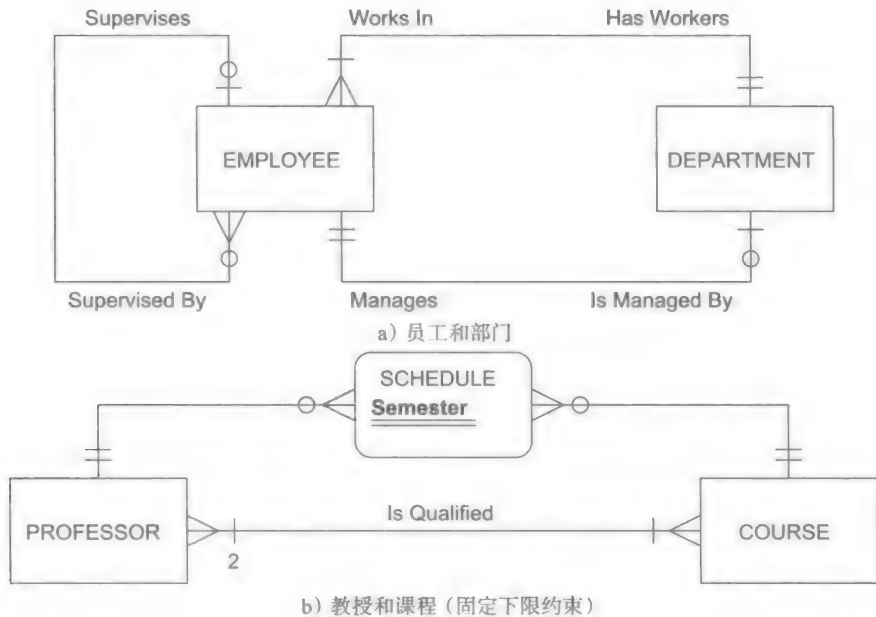 Supervises
Works In
Has Workers
EMPLOYEE
DEPARTMENT
Supervised By
Manages
Is Managed By
a) 员工和部门
SCHEDULE
Semester
PROFESSOR
Is Qualified
COURSE
2
b) 教授和课程(固定下限约束)